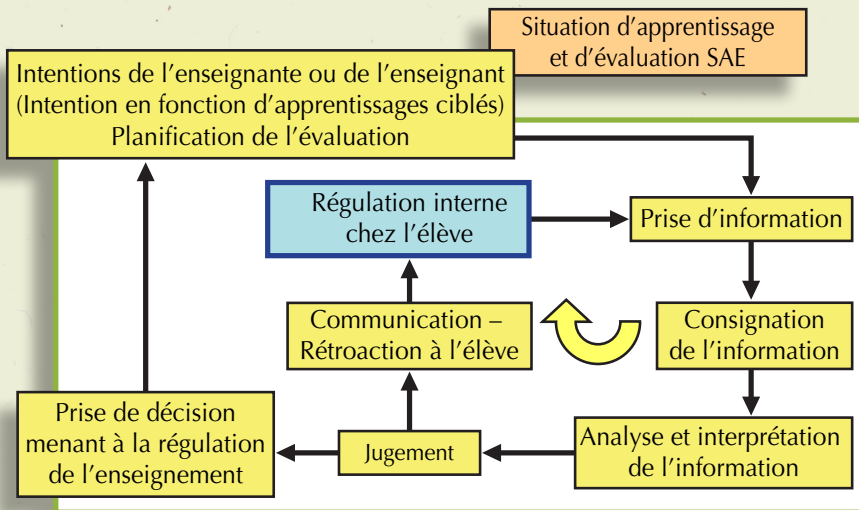 Situation d'apprentissage
et d'évaluation SAE
Intentions de l'enseignante ou de l'enseignant
(Intention en fonction d'apprentissages ciblés)
Planification de l'évaluation
Régulation interne
chez l'élève
Prise d'information
Communication –
Rétroaction à l'élève
Consignation
de l'information
Prise de décision
menant à la régulation
de l'enseignement
Jugement
Analyse et interprétation
de l'information